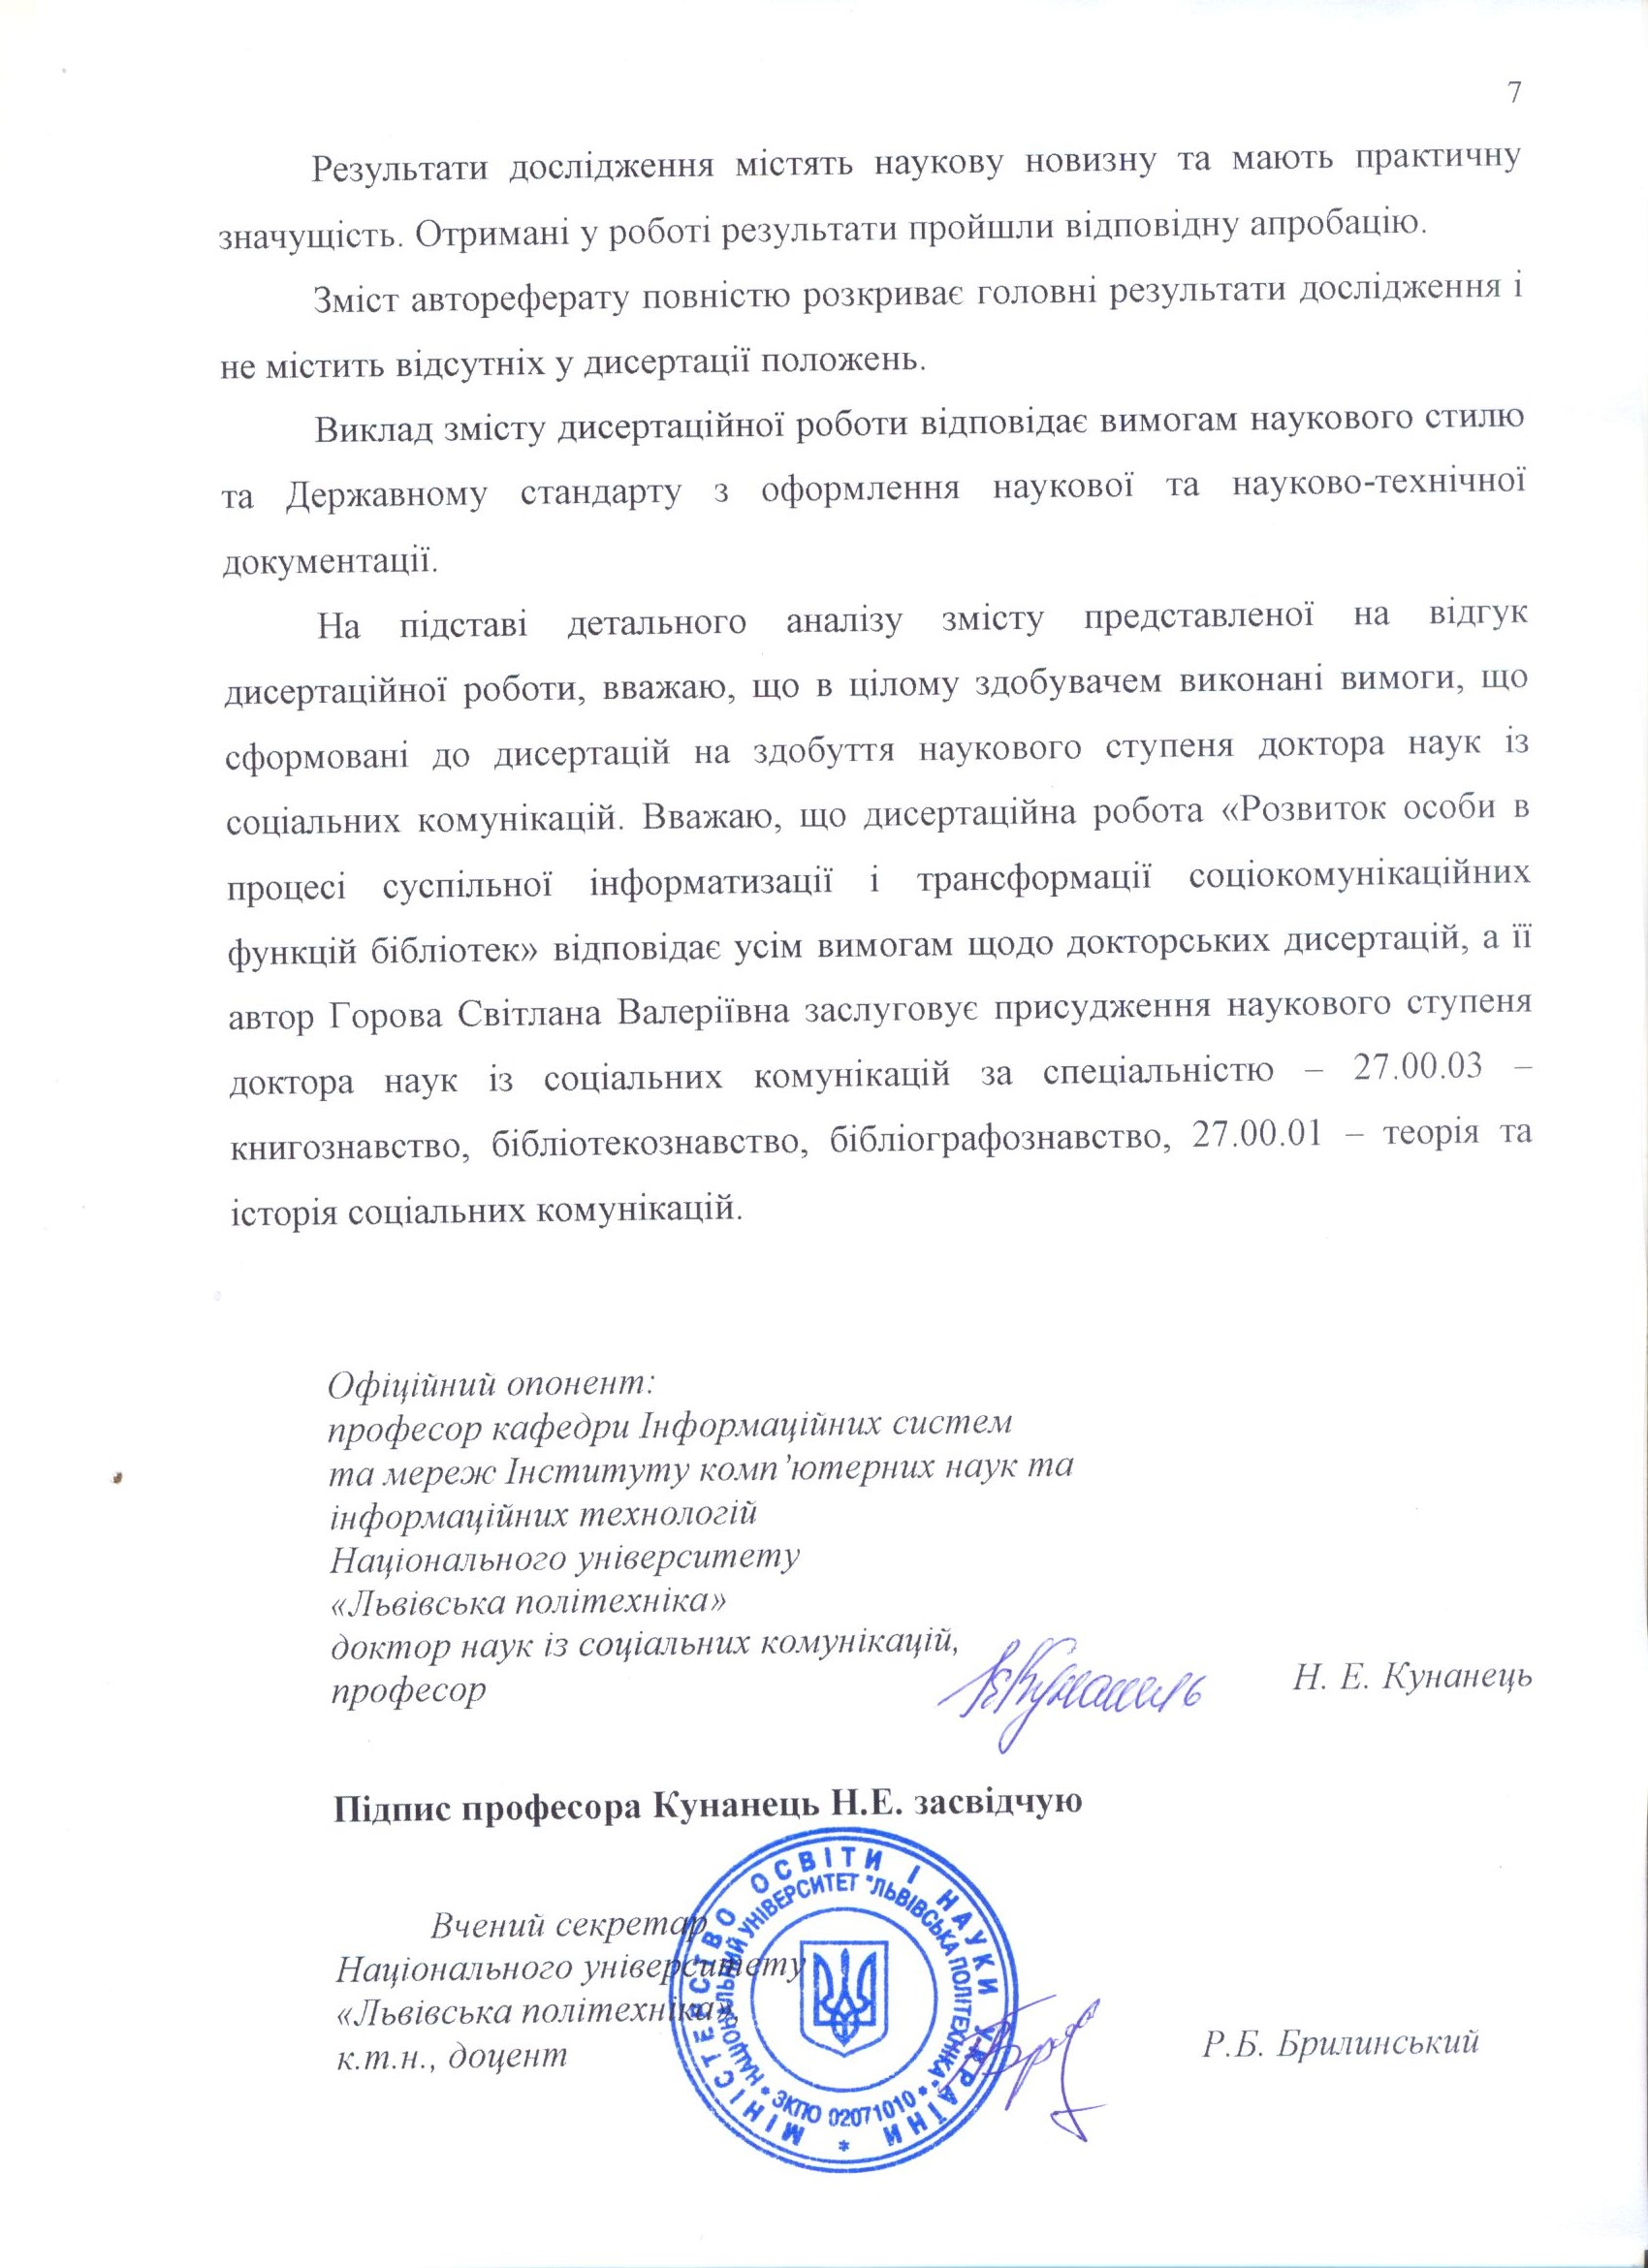 7
Результати дослідження містять наукову новизну та мають практичну
значущість. Отримані у роботі результати пройшли відповідну апробацію.
Зміст автореферату повністю розкриває головні результати дослідження і
не містить відсутніх у дисертації положень.
Виклад змісту дисертаційної роботи відповідає вимогам наукового стилю
та Державному стандарту з оформлення наукової та науково-технічної
документації.
На підставі детального аналізу змісту представленої на відгук
дисертаційної роботи, вважаю, що в цілому здобувачем виконані вимоги, що
сформовані до дисертацій на здобуття наукового ступеня доктора наук із
соціальних комунікацій. Вважаю, що дисертаційна робота «Розвиток особи в
процесі суспільної інформатизації і трансформації соціокомунікаційних
функцій бібліотек» відповідає усім вимогам щодо докторських дисертацій, а її
автор Горова Світлана Валеріївна заслуговує присудження наукового ступеня
доктора наук із соціальних комунікацій за спеціальністю – 27.00.03 –
книгознавство, бібліотекознавство, бібліографознавство, 27.00.01 – теорія та
історія соціальних комунікацій.
Офіційний опонент:
професор кафедри Інформаційних систем
та мереж Інституту комп’ютерних наук та
інформаційних технологій
Національного університету
«Львівська політехніка»
доктор наук із соціальних комунікацій,
професор
Н. Е. Кунанець
Підпис професора Кунанець Н.Е. засвідчую
Вчений секретар
Національного університету
«Львівська політехніка»,
к.т.н., доцент
Р.Б. Брилинський
МІНІСТЕРСТВО ОСВІТИ І НАУКИ УКРАЇНИ *
НАЦІОНАЛЬНИЙ УНІВЕРСИТЕТ "ЛЬВІВСЬКА ПОЛІТЕХНІКА"
* ЗКПО 02071010 *